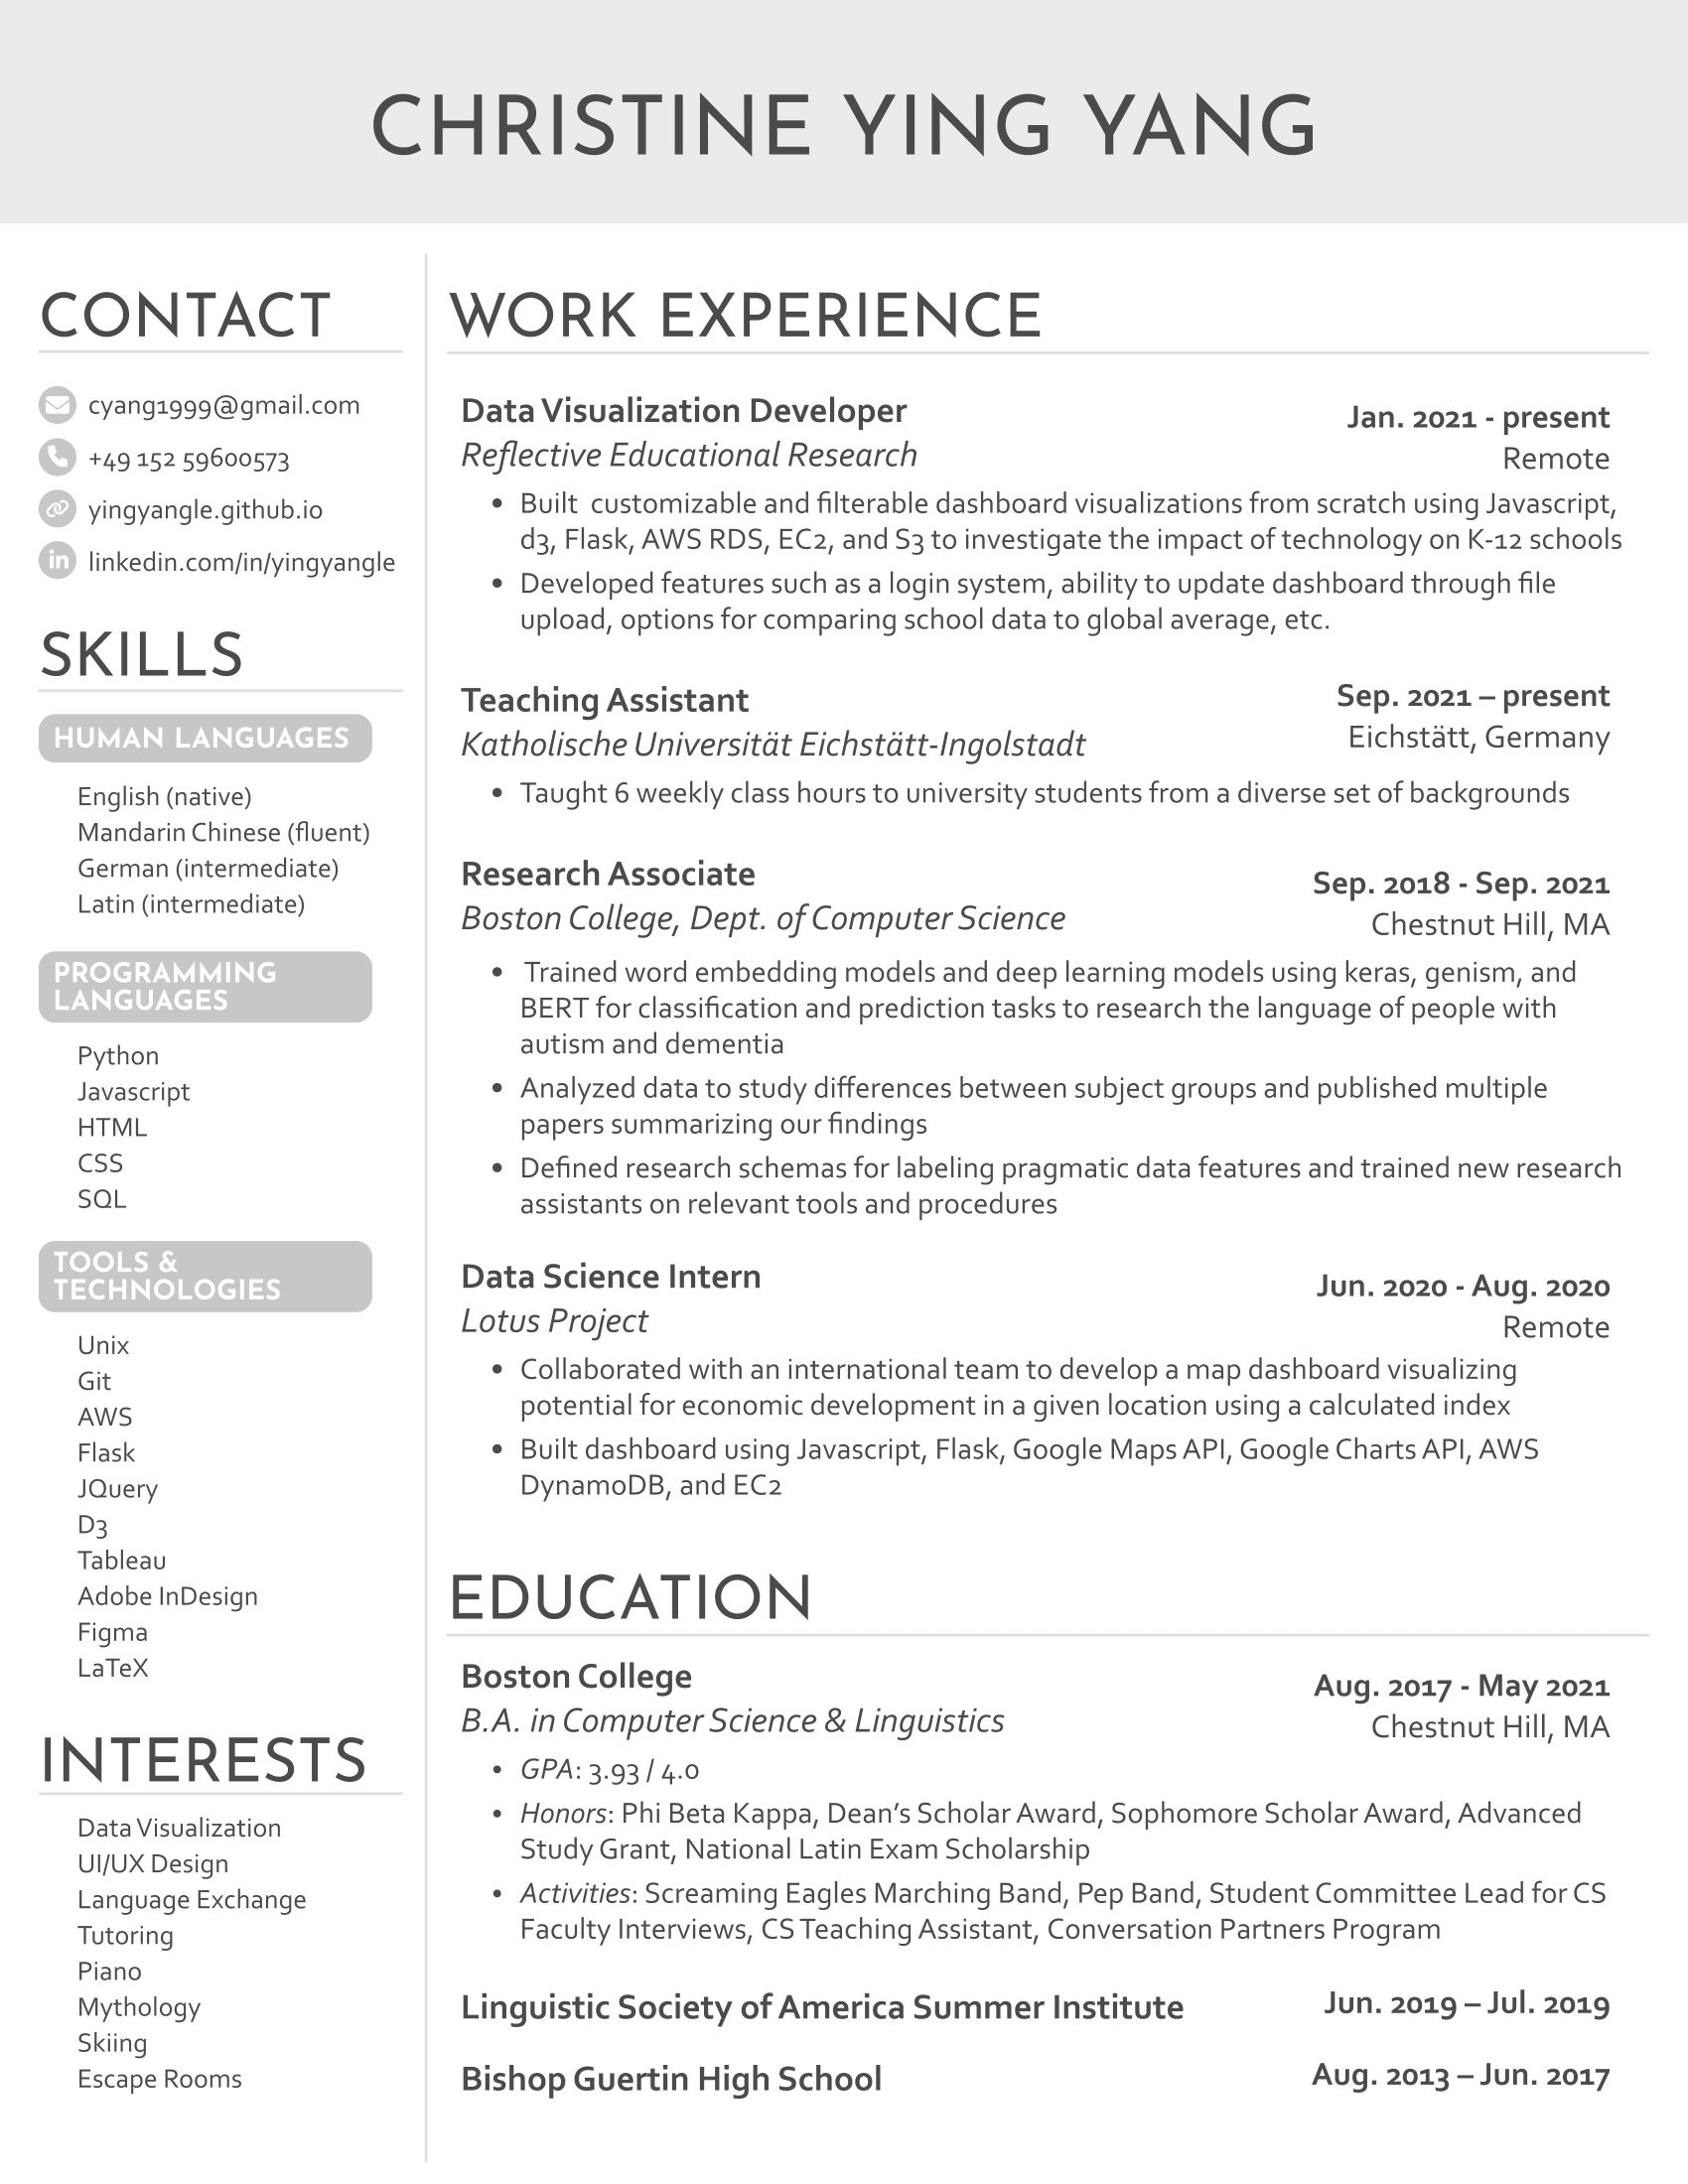 CHRISTINE YING YANG
CONTACT
cyang1999@gmail.com
+49 152 59600573
yingyangle.github.io
linkedin.com/in/yingyangle
SKILLS
HUMAN LANGUAGES
English (native)
Mandarin Chinese (fluent)
German (intermediate)
Latin (intermediate)
PROGRAMMING
LANGUAGES
Python
Javascript
HTML
CSS
SQL
TOOLS &
TECHNOLOGIES
Unix
Git
AWS
Flask
JQuery
D3
Tableau
Adobe InDesign
Figma
LaTeX
INTERESTS
Data Visualization
UI/UX Design
Language Exchange
Tutoring
Piano
Mythology
Skiing
Escape Rooms
WORK EXPERIENCE
Data Visualization Developer
Jan. 2021 - present
Reflective Educational Research
Remote
• Built customizable and filterable dashboard visualizations from scratch using Javascript,
d3, Flask, AWS RDS, EC2, and S3 to investigate the impact of technology on K-12 schools
• Developed features such as a login system, ability to update dashboard through file
upload, options for comparing school data to global average, etc.
Teaching Assistant
Sep. 2021 – present
Katholische Universität Eichstätt-Ingolstadt
Eichstätt, Germany
• Taught 6 weekly class hours to university students from a diverse set of backgrounds
Research Associate
Sep. 2018 - Sep. 2021
Boston College, Dept. of Computer Science
Chestnut Hill, MA
• Trained word embedding models and deep learning models using keras, genism, and
BERT for classification and prediction tasks to research the language of people with
autism and dementia
• Analyzed data to study differences between subject groups and published multiple
papers summarizing our findings
• Defined research schemas for labeling pragmatic data features and trained new research
assistants on relevant tools and procedures
Data Science Intern
Jun. 2020 - Aug. 2020
Lotus Project
Remote
• Collaborated with an international team to develop a map dashboard visualizing
potential for economic development in a given location using a calculated index
• Built dashboard using Javascript, Flask, Google Maps API, Google Charts API, AWS
DynamoDB, and EC2
EDUCATION
Boston College
Aug. 2017 - May 2021
B.A. in Computer Science & Linguistics
Chestnut Hill, MA
• GPA: 3.93 / 4.0
• Honors: Phi Beta Kappa, Dean’s Scholar Award, Sophomore Scholar Award, Advanced
Study Grant, National Latin Exam Scholarship
• Activities: Screaming Eagles Marching Band, Pep Band, Student Committee Lead for CS
Faculty Interviews, CS Teaching Assistant, Conversation Partners Program
Linguistic Society of America Summer Institute
Jun. 2019 – Jul. 2019
Bishop Guertin High School
Aug. 2013 – Jun. 2017